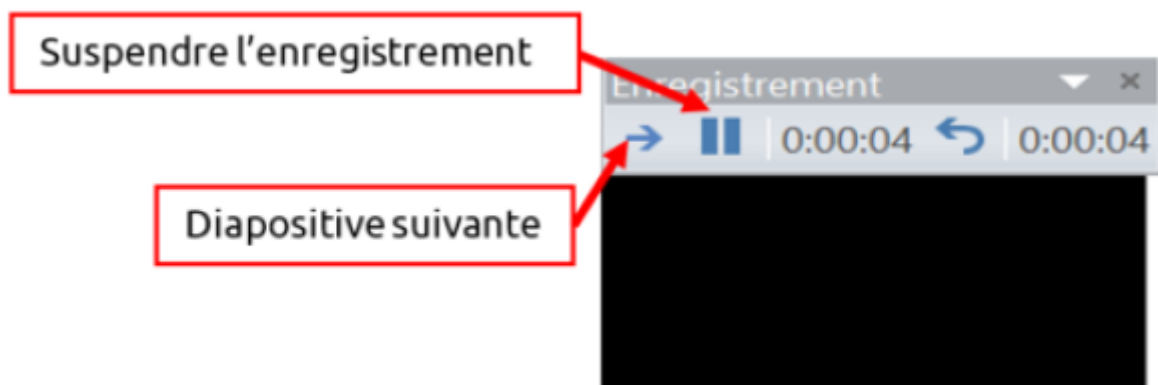 Suspendre l'enregistrement
Enregistrement
0:00:04 0:00:04
Diapositive suivante